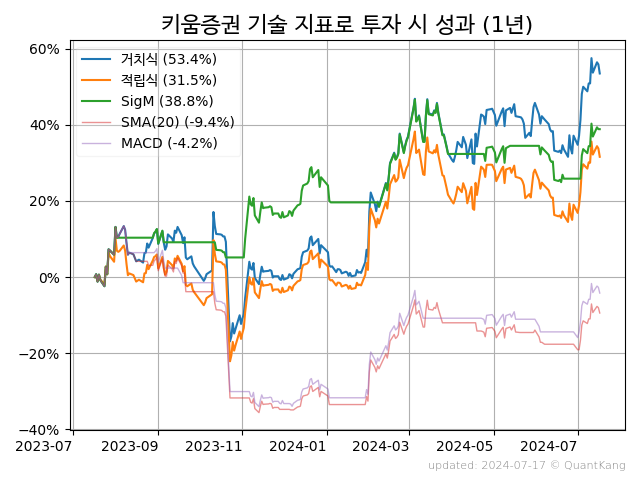 키움증권 기술 지표로 투자 시 성과 (1년)
60%
40%
20%
0%
−20%
−40%
거치식 (53.4%)
적립식 (31.5%)
SigM (38.8%)
SMA(20) (-9.4%)
MACD (-4.2%)
2023-07
2023-09
2023-11
2024-01
2024-03
2024-05
2024-07
updated: 2024-07-17 © QuantKang